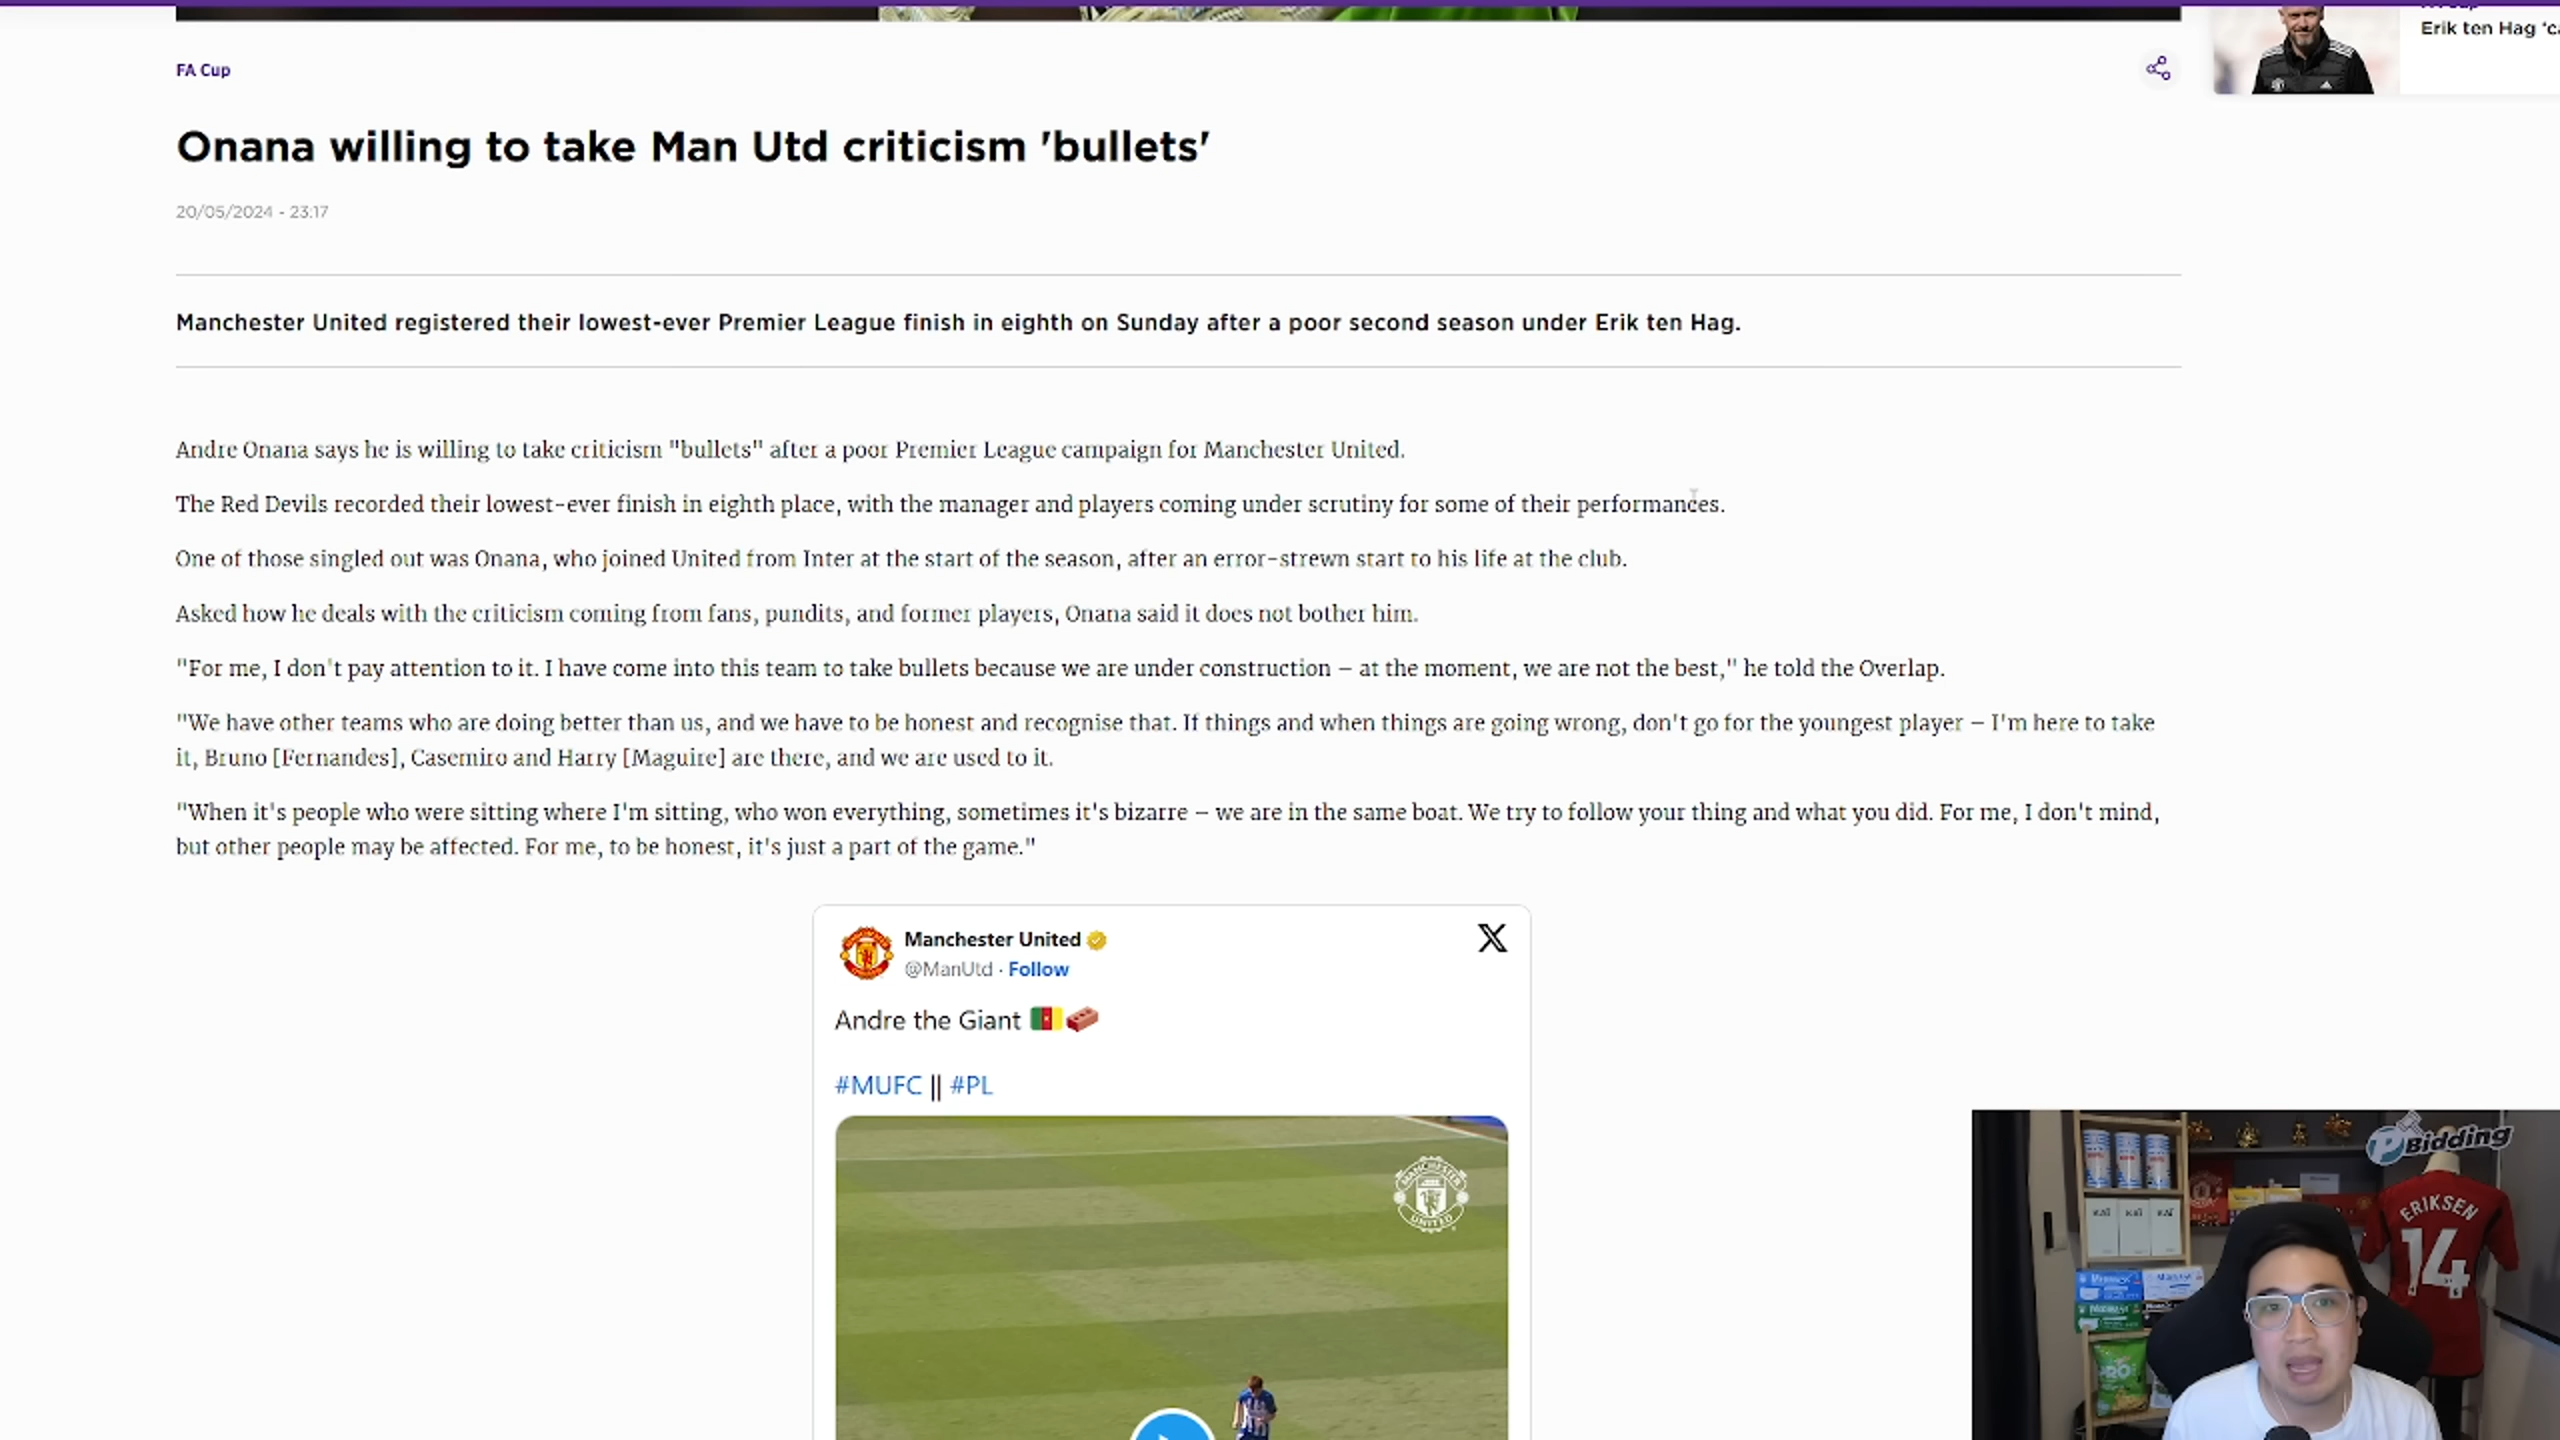 Erik ten Hag 'ca
FA Cup
Onana willing to take Man Utd criticism 'bullets'
20/05/2024 - 23:17
Manchester United registered their lowest-ever Premier League finish in eighth on Sunday after a poor second season under Erik ten Hag.
Andre Onana says he is willing to take criticism "bullets" after a poor Premier League campaign for Manchester United.
The Red Devils recorded their lowest-ever finish in eighth place, with the manager and players coming under scrutiny for some of their performances.
One of those singled out was Onana, who joined United from Inter at the start of the season, after an error-strewn start to his life at the club.
Asked how he deals with the criticism coming from fans, pundits, and former players, Onana said it does not bother him.
"For me, I don't pay attention to it. I have come into this team to take bullets because we are under construction – at the moment, we are not the best," he told the Overlap.
"We have other teams who are doing better than us, and we have to be honest and recognise that. If things and when things are going wrong, don't go for the youngest player – I'm here to take
it, Bruno [Fernandes], Casemiro and Harry [Maguire] are there, and we are used to it.
"When it's people who were sitting where I'm sitting, who won everything, sometimes it's bizarre – we are in the same boat. We try to follow your thing and what you did. For me, I don't mind,
but other people may be affected. For me, to be honest, it's just a part of the game."
Manchester United
@ManUtd · Follow
Andre the Giant
#MUFC || #PL
MANCHESTER
UNITED
Bidding
ERIKSEN
14